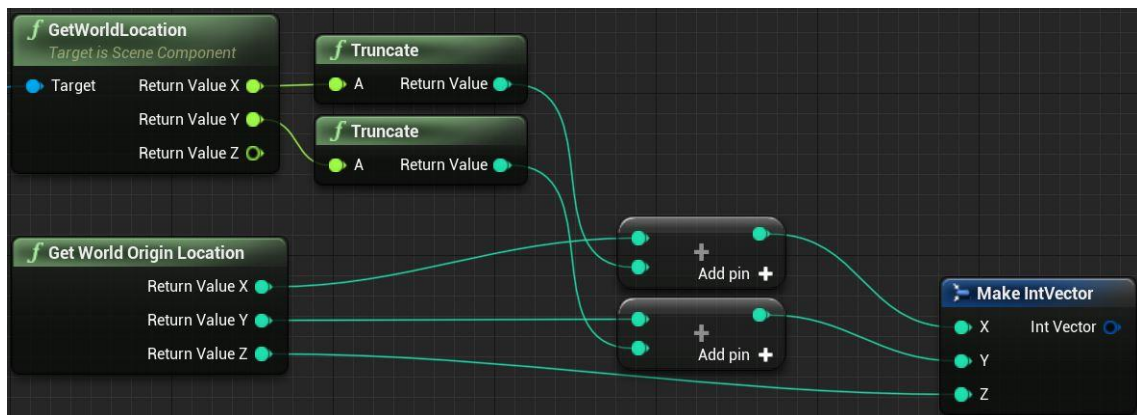 GetWorldLocation
Target is Scene Component
Target
Return Value X
Return Value Y
Return Value Z
Truncate
A
Return Value
Truncate
A
Return Value
Get World Origin Location
Return Value X
Return Value Y
Return Value Z
Add pin
Add pin
Make IntVector
X
Int Vector
Y
Z